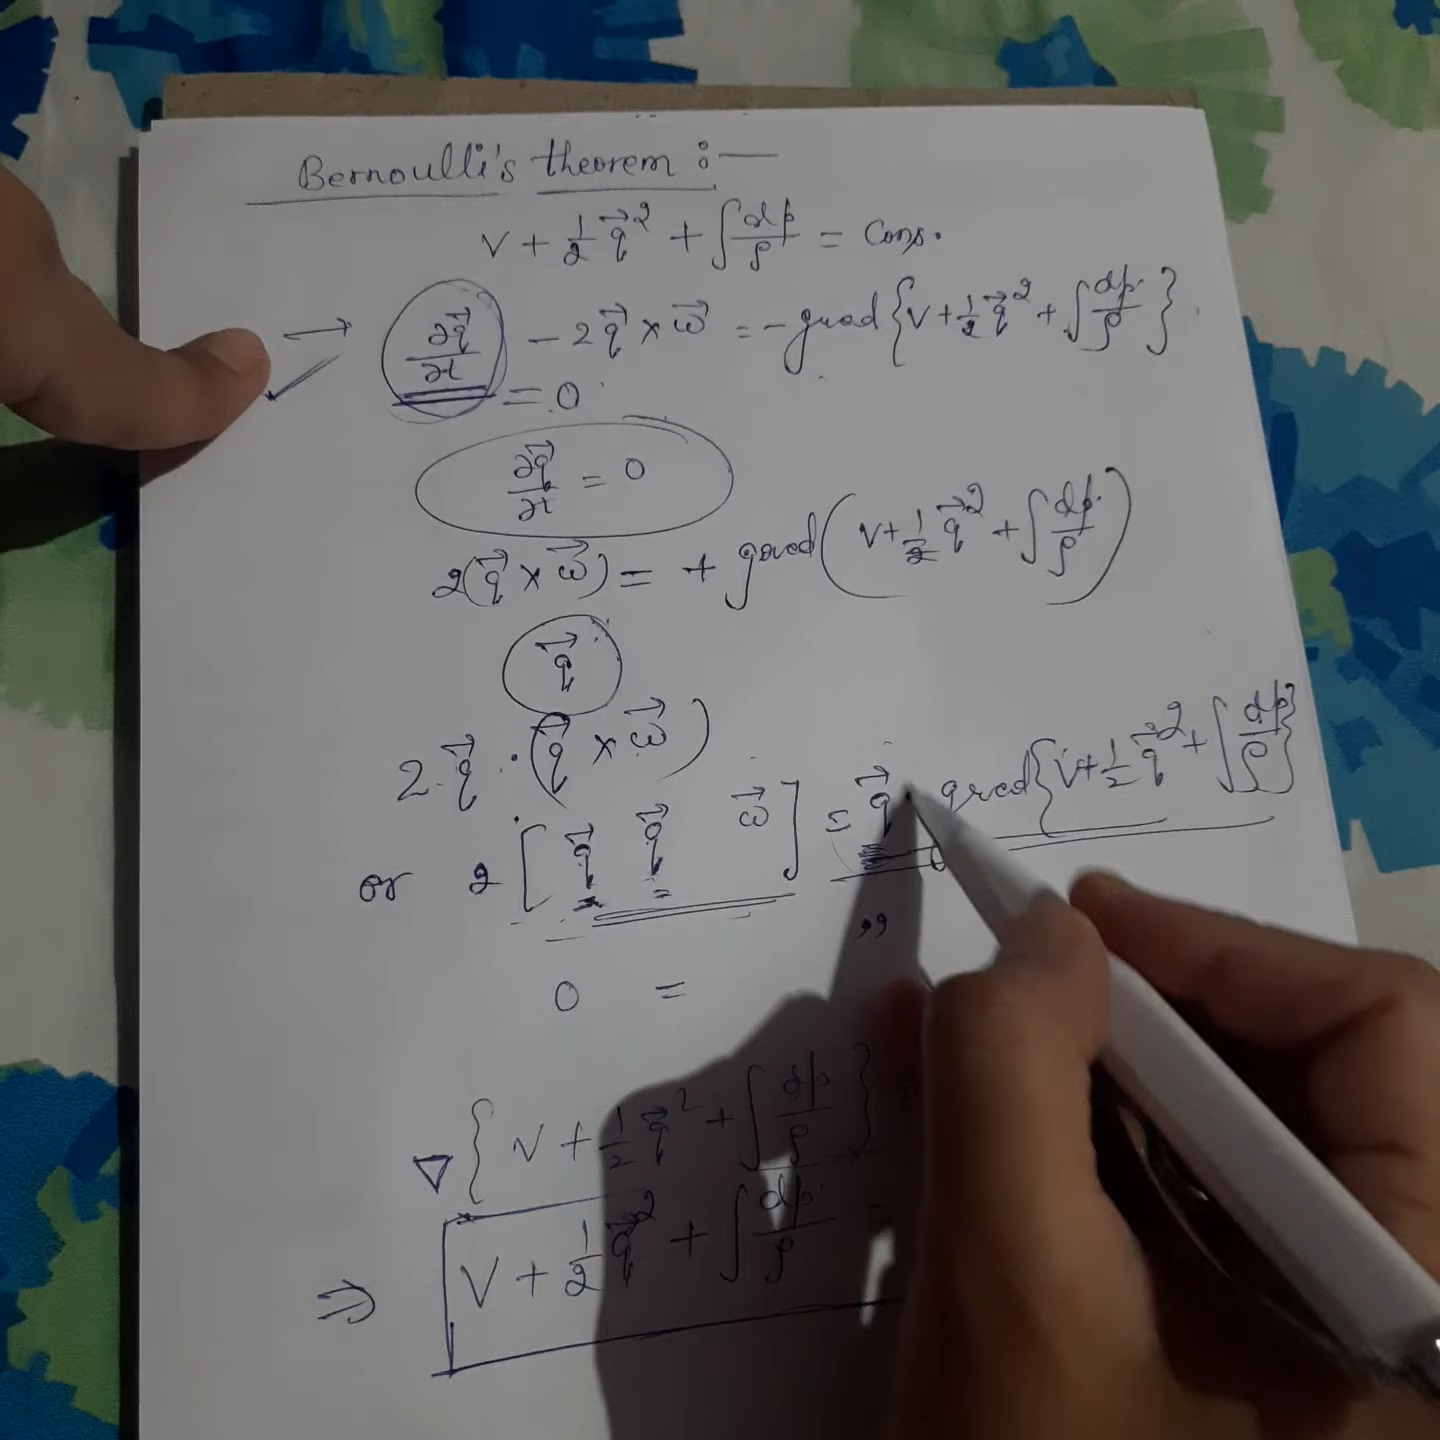 Bernoulli's theorem :—
V + 1/2 q⃗² + ∫dp/ρ = Cons.
→ ∂q⃗/∂t − 2q⃗ × ω⃗ = −grad{V + 1/2 q⃗² + ∫dp/ρ}
= 0
∂q⃗/∂t = 0
2(q⃗ × ω⃗) = + grad(V + 1/2 q⃗² + ∫dp/ρ)
q⃗
2 q⃗ · (q⃗ × ω⃗)
or 2 [q⃗ q⃗ ω⃗] = q⃗ · grad{V + 1/2 q⃗² + ∫dp/ρ}
,,
0 =
∇{V + 1/2 q⃗² + ∫dp/ρ}
⇒ V + 1/2 q⃗² + ∫dp/ρ